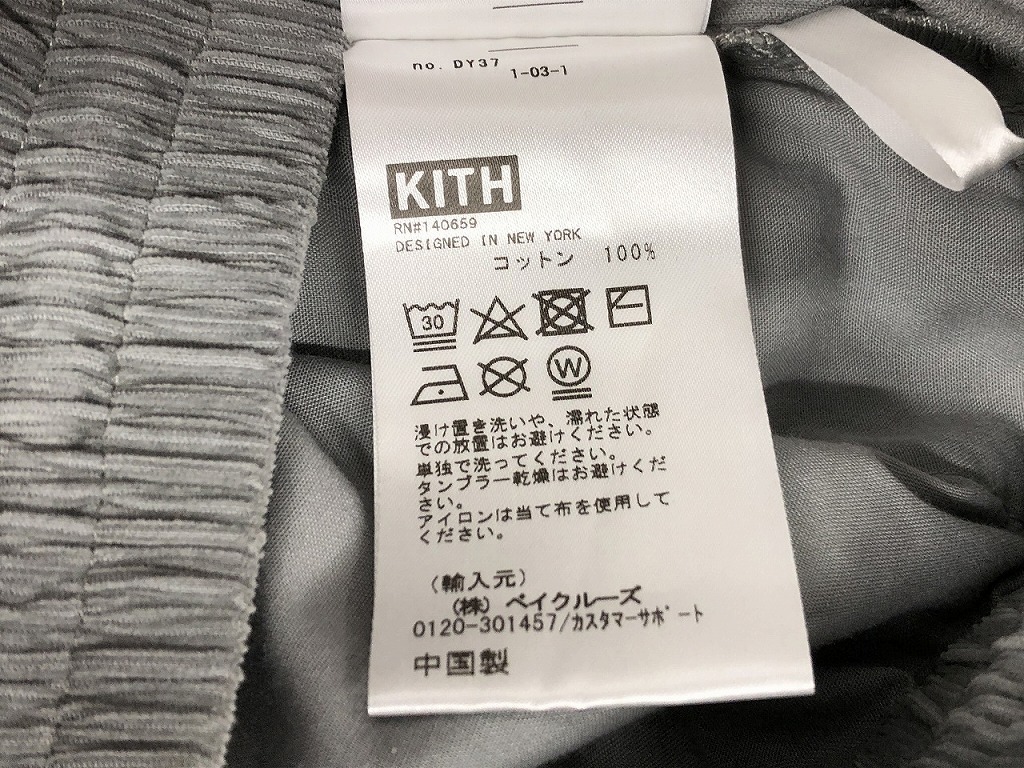 no. DY37
1-03-1
KITH
RN#140659
DESIGNED IN NEW YORK
コットン 100%
30
W
浸け置き洗いや、濡れた状態
での放置はお避けください。
単独で洗ってください。
タンブラー乾燥はお避けくだ
さい。
アイロンは当て布を使用して
ください。
(輸入元)
(株) ベイクルーズ
0120-301457/カスタマーサポート
中国製